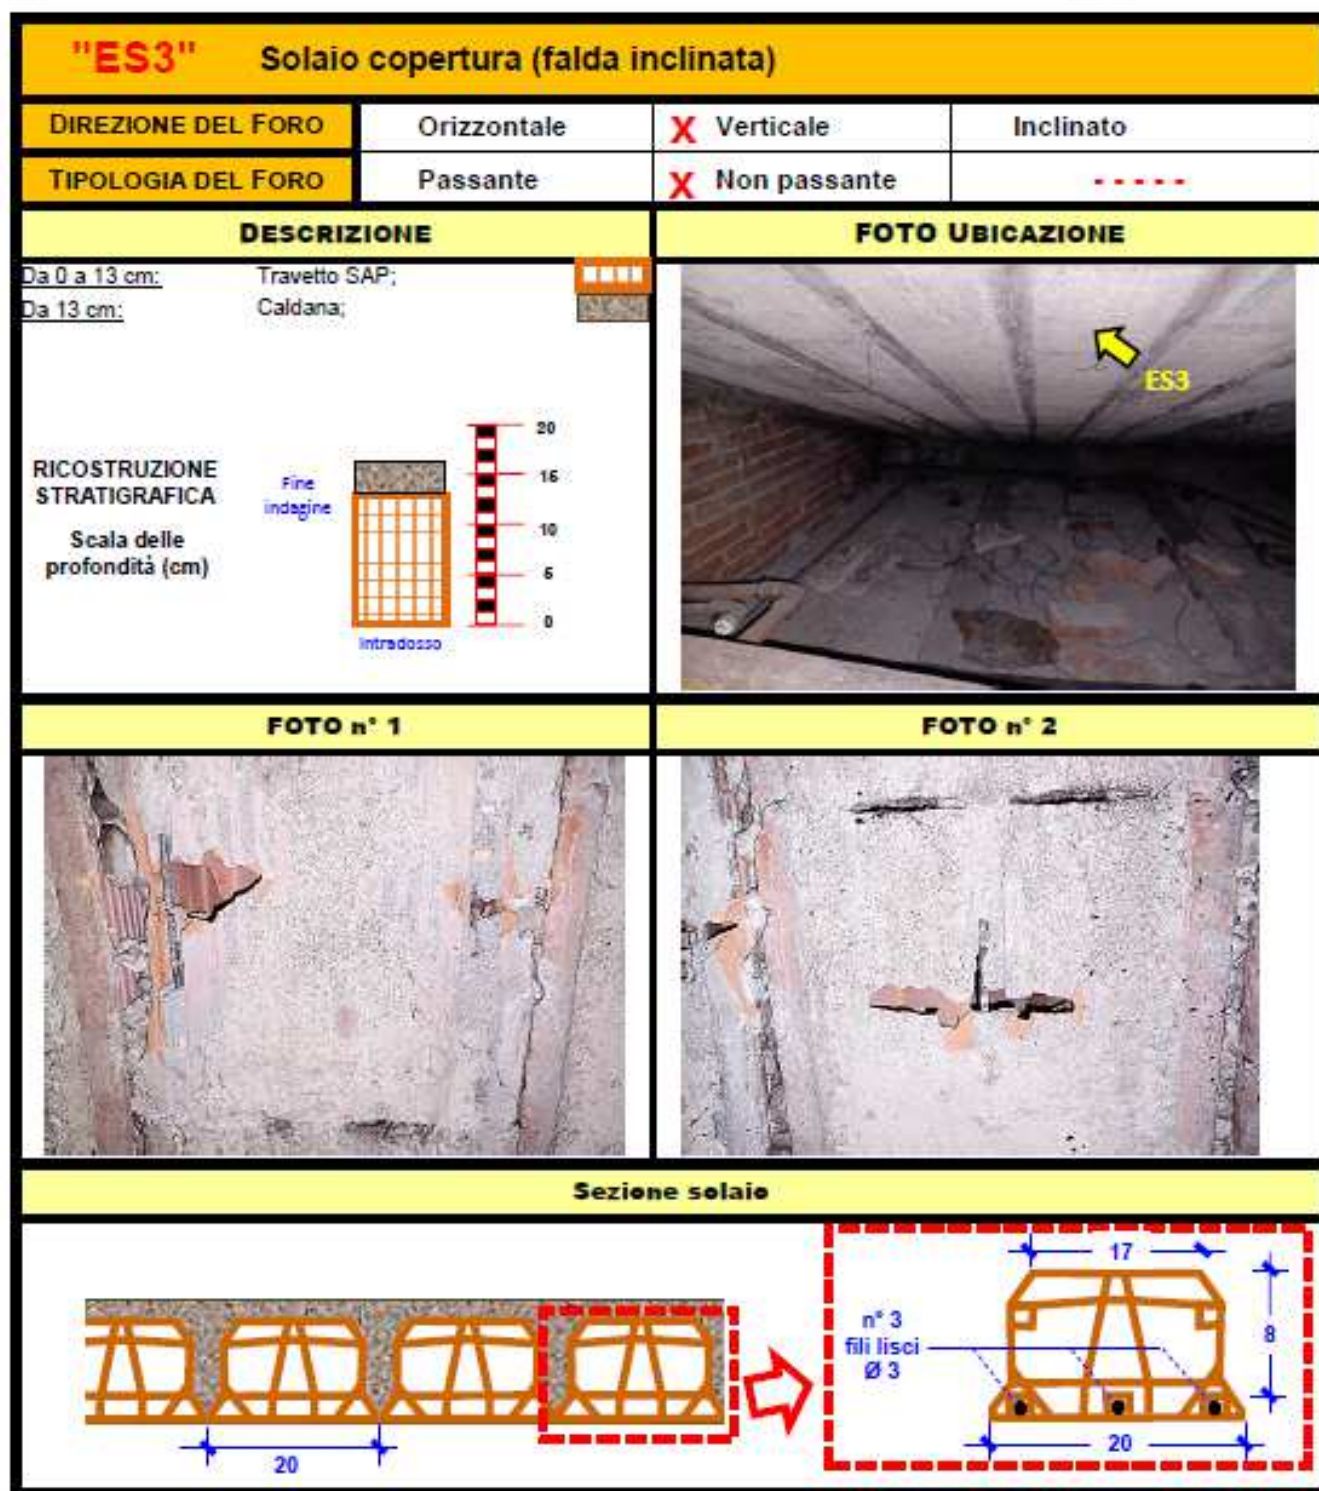 "ES3" Solaio copertura (falda inclinata)
DIREZIONE DEL FORO Orizzontale X Verticale Inclinato
TIPOLOGIA DEL FORO Passante X Non passante - - - - -
DESCRIZIONE
FOTO UBICAZIONE
Da 0 a 13 cm: Travetto SAP;
Da 13 cm: Caldana;
RICOSTRUZIONE
STRATIGRAFICA
Scala delle
profondità (cm)
Fine
indagine
Intradosso
20
15
10
5
0
ES3
FOTO n° 1
FOTO n° 2
Sezione solaio
20
17
n° 3
fili lisci
Ø 3
8
20